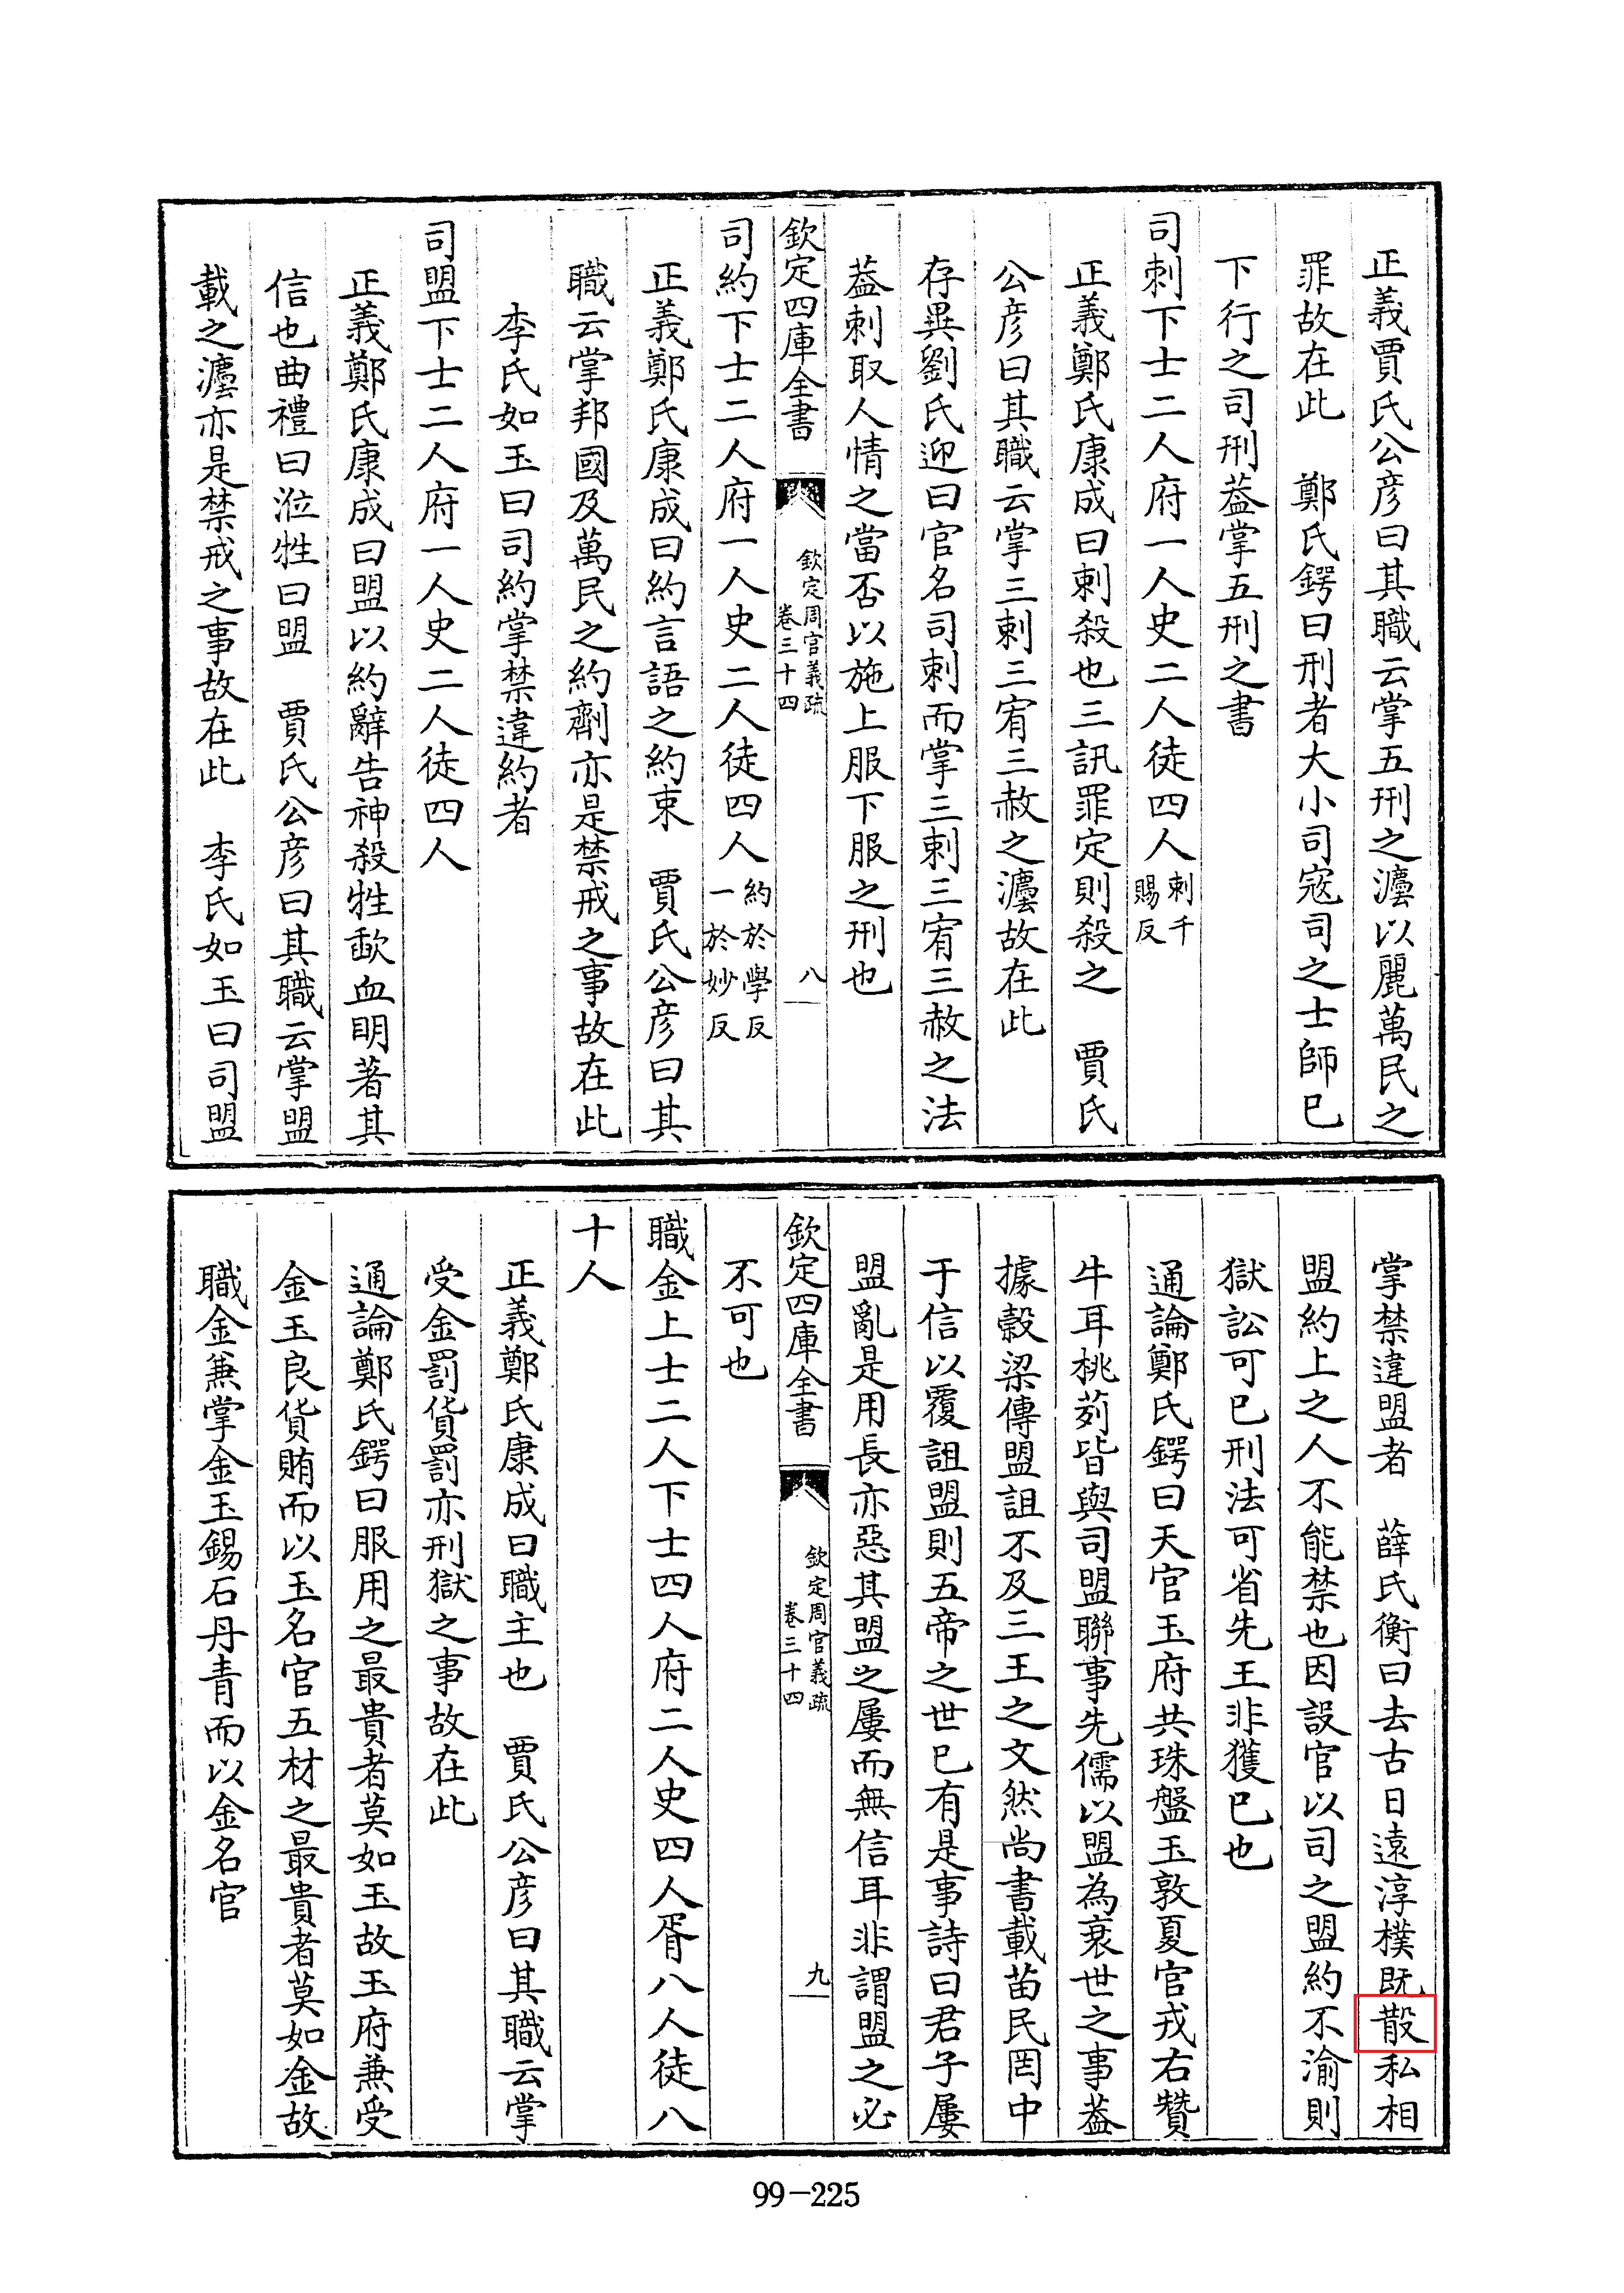 正義賈氏公彦曰其職云掌五刑之灋以麗萬民之
罪故在此　鄭氏鍔曰刑者大小司寇司之士師已
下行之司刑葢掌五刑之書
司刺下士二人府一人史二人徒四人刺千賜反
正義鄭氏康成曰刺殺也三訊罪定則殺之　賈氏
公彦曰其職云掌三刺三宥三赦之灋故在此
存異劉氏迎曰官名司刺而掌三刺三宥三赦之法
葢刺取人情之當否以施上服下服之刑也
欽定四庫全書
欽定周官義疏
卷三十四
八
司約下士二人府一人史二人徒四人約於學反一於妙反
正義鄭氏康成曰約言語之約束　賈氏公彦曰其
職云掌邦國及萬民之約劑亦是禁戒之事故在此
李氏如玉曰司約掌禁違約者
司盟下士二人府一人史二人徒四人
正義鄭氏康成曰盟以約辭告神殺牲歃血明著其
信也曲禮曰涖牲曰盟　賈氏公彦曰其職云掌盟
載之灋亦是禁戒之事故在此　李氏如玉曰司盟
掌禁違盟者　薛氏衡曰去古日遠淳樸既散私相
盟約上之人不能禁也因設官以司之盟約不渝則
獄訟可已刑法可省先王非獲已也
通論鄭氏鍔曰天官玉府共珠盤玉敦夏官戎右贊
牛耳桃茢皆與司盟聯事先儒以盟為衰世之事葢
據榖梁傳盟詛不及三王之文然尚書載苗民罔中
于信以覆詛盟則五帝之世已有是事詩曰君子屢
盟亂是用長亦惡其盟之屢而無信耳非謂盟之必
欽定四庫全書
欽定周官義疏
卷三十四
九
不可也
職金上士二人下士四人府二人史四人胥八人徒八
十人
正義鄭氏康成曰職主也　賈氏公彦曰其職云掌
受金罰貨罰亦刑獄之事故在此
通論鄭氏鍔曰服用之最貴者莫如玉故玉府兼受
金玉良貨賄而以玉名官五材之最貴者莫如金故
職金兼掌金玉錫石丹青而以金名官
99-225